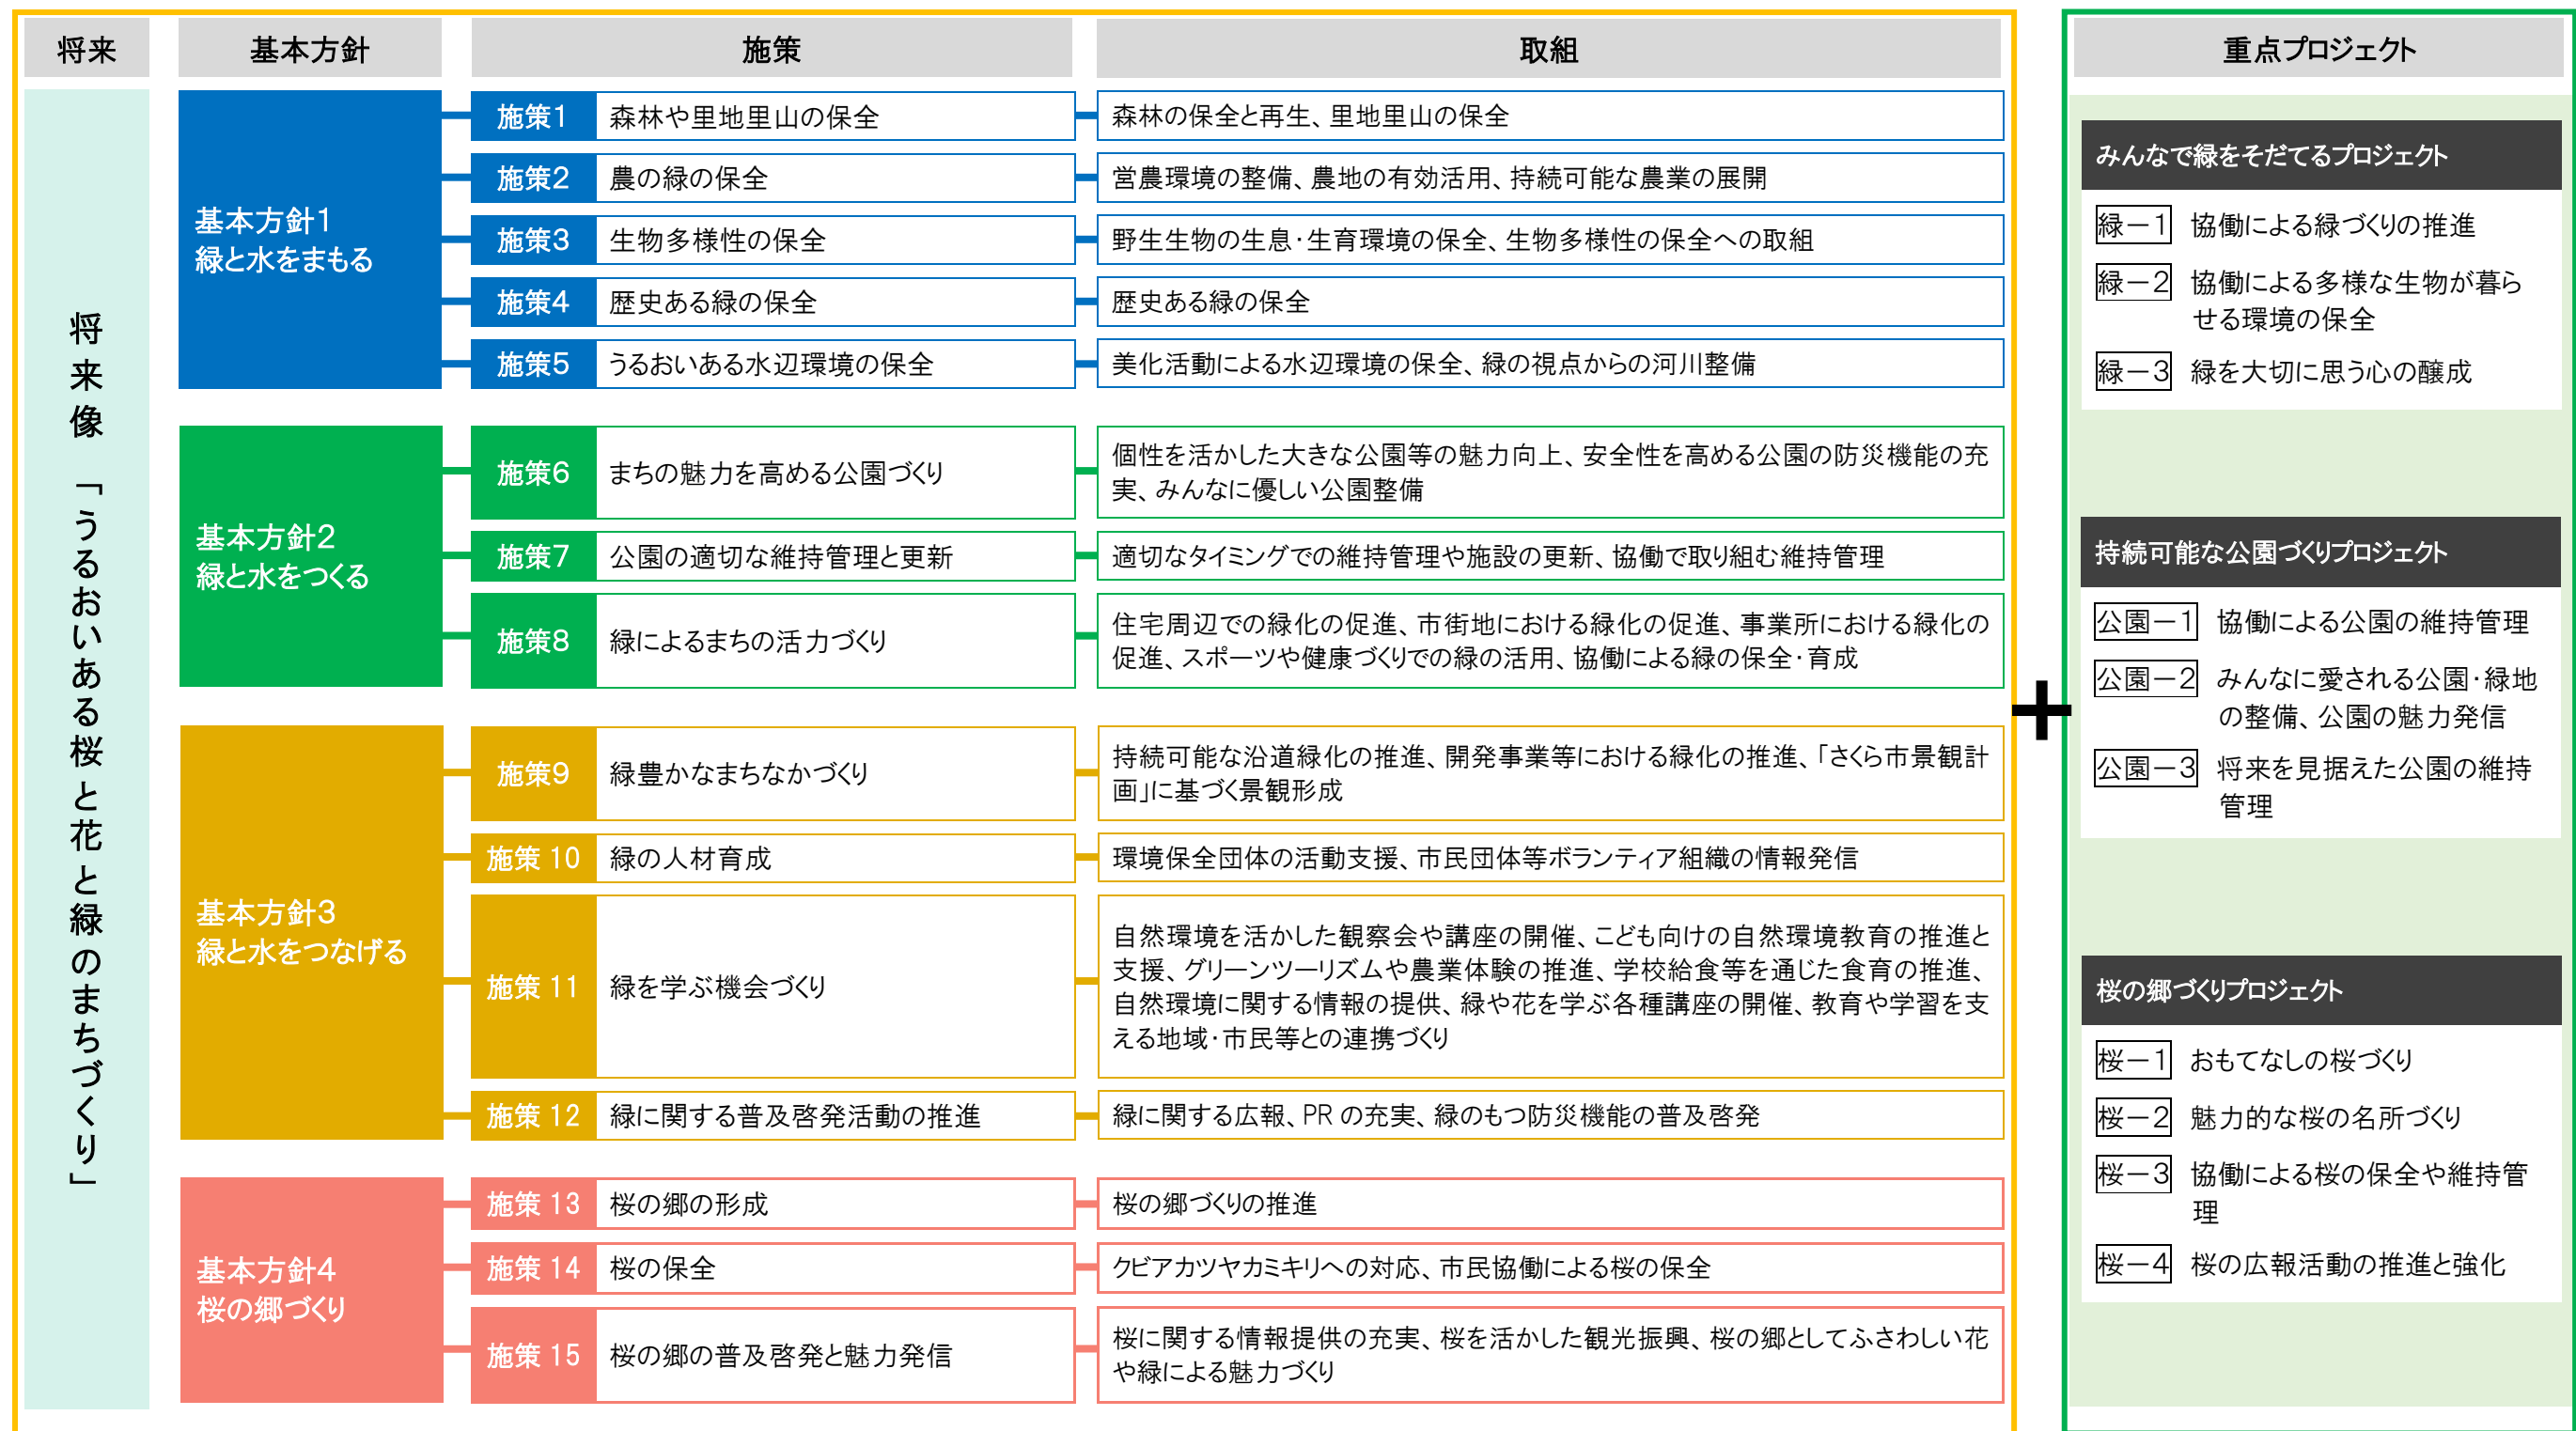 将来
基本方針
施策
取組
重点プロジェクト
将来像 「うるおいある桜と花と緑のまちづくり」
基本方針1
緑と水をまもる
施策1
森林や里地里山の保全
森林の保全と再生、里地里山の保全
施策2
農の緑の保全
営農環境の整備、農地の有効活用、持続可能な農業の展開
施策3
生物多様性の保全
野生生物の生息・生育環境の保全、生物多様性の保全への取組
施策4
歴史ある緑の保全
歴史ある緑の保全
施策5
うるおいある水辺環境の保全
美化活動による水辺環境の保全、緑の視点からの河川整備
基本方針2
緑と水をつくる
施策6
まちの魅力を高める公園づくり
個性を活かした大きな公園等の魅力向上、安全性を高める公園の防災機能の充
実、みんなに優しい公園整備
施策7
公園の適切な維持管理と更新
適切なタイミングでの維持管理や施設の更新、協働で取り組む維持管理
施策8
緑によるまちの活力づくり
住宅周辺での緑化の促進、市街地における緑化の促進、事業所における緑化の
促進、スポーツや健康づくりでの緑の活用、協働による緑の保全・育成
基本方針3
緑と水をつなげる
施策9
緑豊かなまちなかづくり
持続可能な沿道緑化の推進、開発事業等における緑化の推進、「さくら市景観計
画」に基づく景観形成
施策 10
緑の人材育成
環境保全団体の活動支援、市民団体等ボランティア組織の情報発信
施策 11
緑を学ぶ機会づくり
自然環境を活かした観察会や講座の開催、こども向けの自然環境教育の推進と
支援、グリーンツーリズムや農業体験の推進、学校給食等を通じた食育の推進、
自然環境に関する情報の提供、緑や花を学ぶ各種講座の開催、教育や学習を支
える地域・市民等との連携づくり
施策 12
緑に関する普及啓発活動の推進
緑に関する広報、PR の充実、緑のもつ防災機能の普及啓発
基本方針4
桜の郷づくり
施策 13
桜の郷の形成
桜の郷づくりの推進
施策 14
桜の保全
クビアカツヤカミキリへの対応、市民協働による桜の保全
施策 15
桜の郷の普及啓発と魅力発信
桜に関する情報提供の充実、桜を活かした観光振興、桜の郷としてふさわしい花
や緑による魅力づくり
+
みんなで緑をそだてるプロジェクト
緑－1 協働による緑づくりの推進
緑－2 協働による多様な生物が暮ら
せる環境の保全
緑－3 緑を大切に思う心の醸成
持続可能な公園づくりプロジェクト
公園－1 協働による公園の維持管理
公園－2 みんなに愛される公園・緑地
の整備、公園の魅力発信
公園－3 将来を見据えた公園の維持
管理
桜の郷づくりプロジェクト
桜－1 おもてなしの桜づくり
桜－2 魅力的な桜の名所づくり
桜－3 協働による桜の保全や維持管
理
桜－4 桜の広報活動の推進と強化